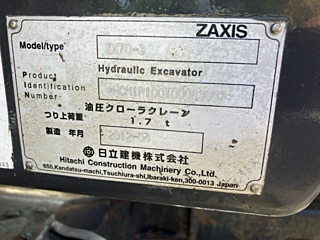 ZAXIS
Model/type ZX70-3
Hydraulic Excavator
Product
Identification
Number
油圧クローラクレーン
つり上荷重 1.7 t
製造 年月
日立建機株式会社
Hitachi Construction Machinery Co.,Ltd.
650,Kandatsu-machi,Tsuchiura-shi,Ibaraki-ken,300-0013 Japan